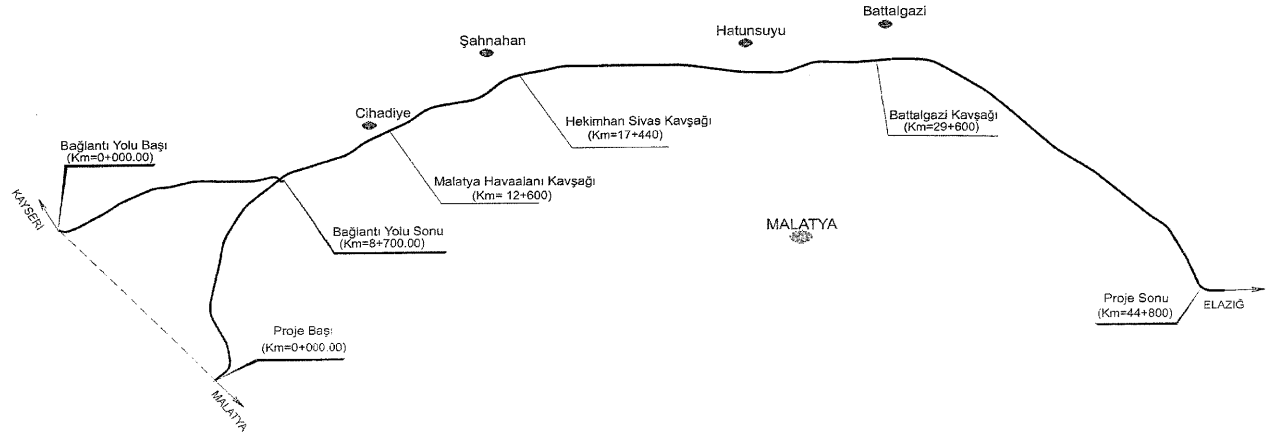 Battalgazi
Hatunsuyu
Şahnahan
Cihadiye
Hekimhan Sivas Kavşağı
(Km=17+440)
Battalgazi Kavşağı
(Km=29+600)
Bağlantı Yolu Başı
(Km=0+000.00)
Malatya Havaalanı Kavşağı
(Km= 12+600)
KAYSERİ
Bağlantı Yolu Sonu
(Km=8+700.00)
MALATYA
Proje Sonu
(Km=44+800)
ELAZIĞ
Proje Başı
(Km=0+000.00)
MALATYA